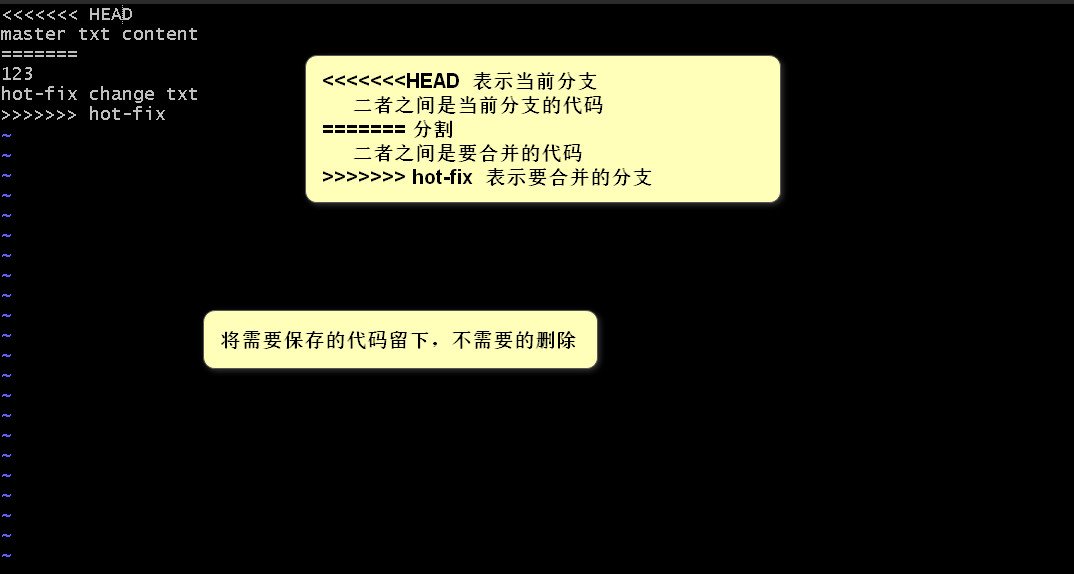 <<<<<<< HEAD
master txt content
=======
123
hot-fix change txt
>>>>>>> hot-fix
<<<<<<<HEAD 表示当前分支
二者之间是当前分支的代码
======= 分割
二者之间是要合并的代码
>>>>>>> hot-fix 表示要合并的分支
~
~
~
~
~
~
~
~
~
~
将需要保存的代码留下，不需要的删除
~
~
~
~
~
~
~
~
~
~
~
~